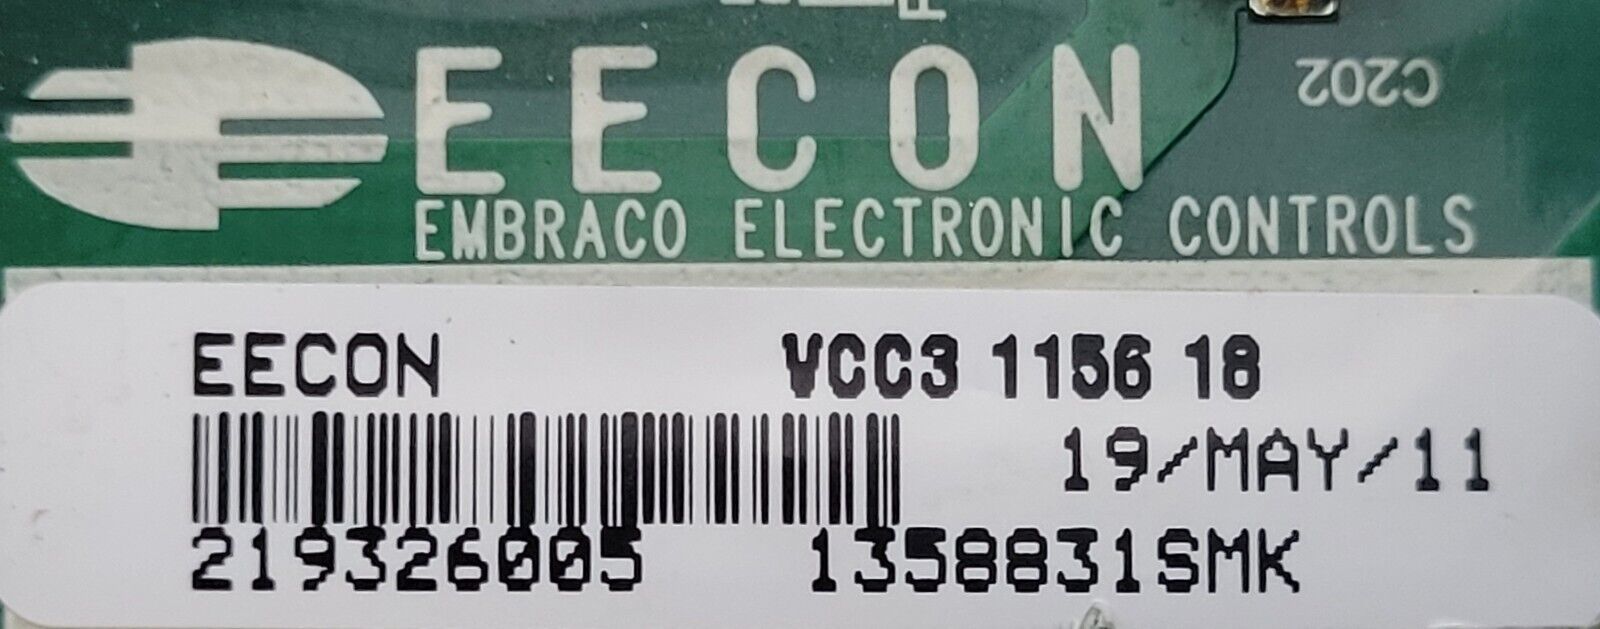 C202
EECON
EMBRACO ELECTRONIC CONTROLS
EECON VCC3 1156 18
19/MAY/11
219326005 1358831SMK